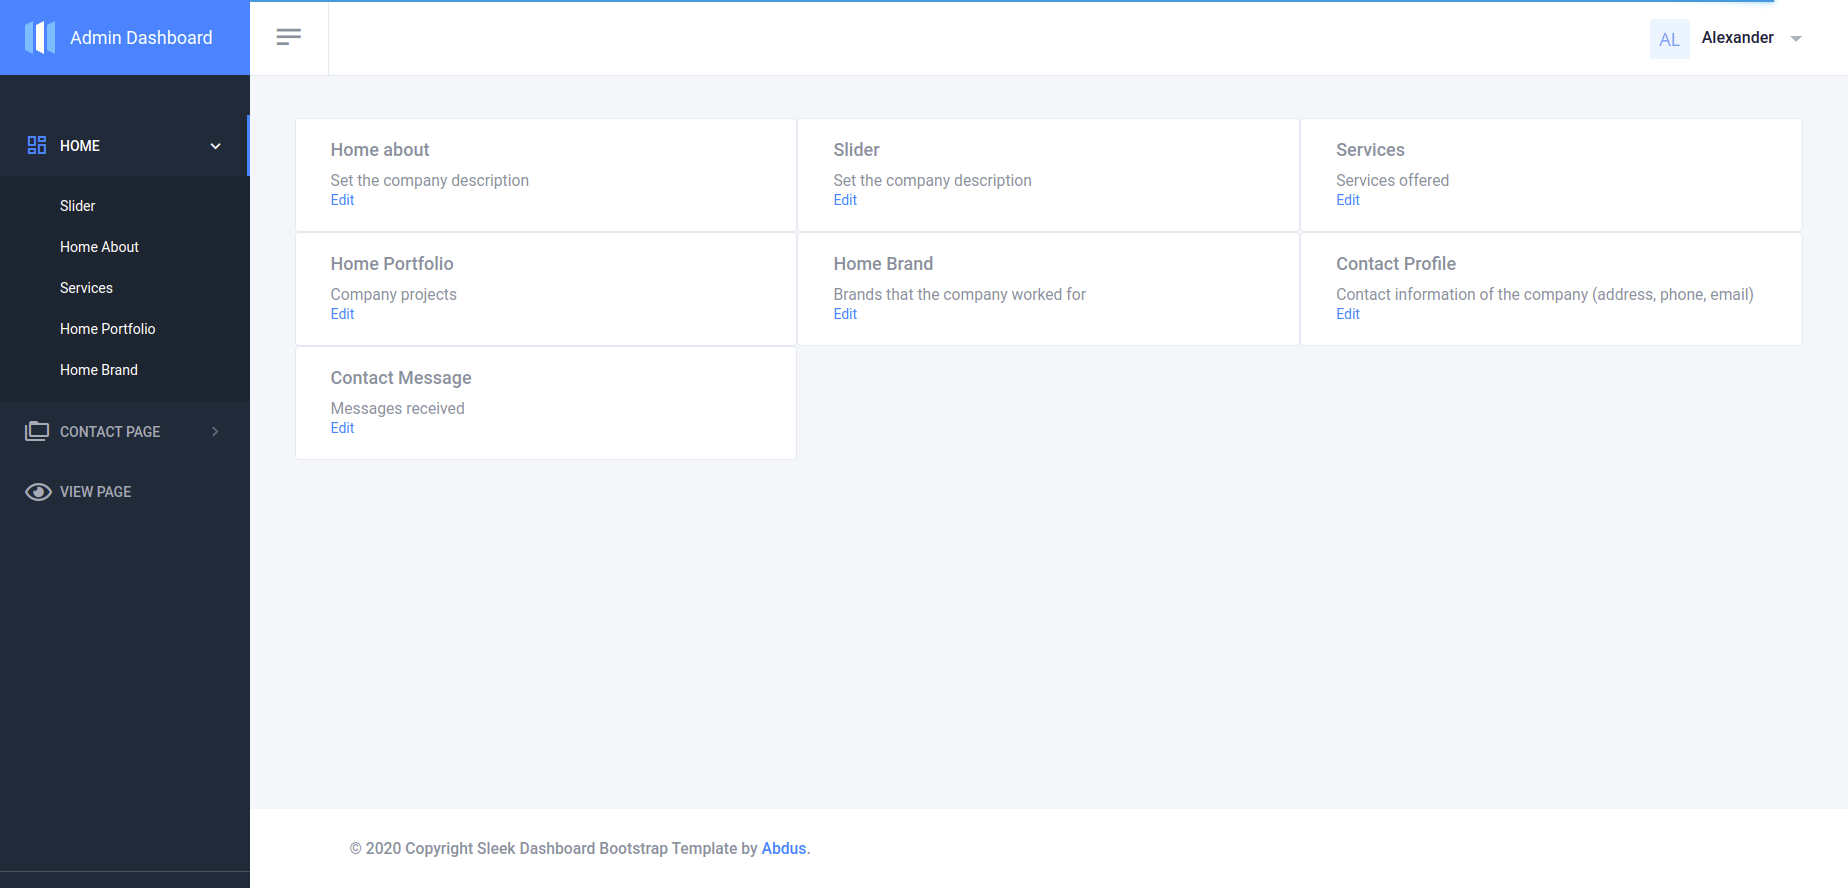 Admin Dashboard
AL Alexander
HOME
Slider
Home About
Services
Home Portfolio
Home Brand
CONTACT PAGE
VIEW PAGE
Home about
Set the company description
Edit
Slider
Set the company description
Edit
Services
Services offered
Edit
Home Portfolio
Company projects
Edit
Home Brand
Brands that the company worked for
Edit
Contact Profile
Contact information of the company (address, phone, email)
Edit
Contact Message
Messages received
Edit
© 2020 Copyright Sleek Dashboard Bootstrap Template by Abdus.